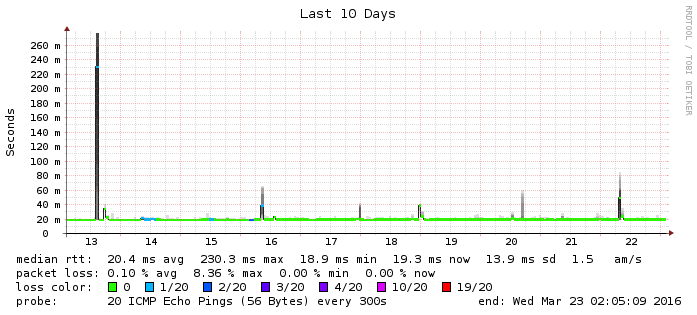 Last 10 Days
RRDTOOL / TOBI OETIKER
Seconds
260 m
240 m
220 m
200 m
180 m
160 m
140 m
120 m
100 m
80 m
60 m
40 m
20 m
0
13 14 15 16 17 18 19 20 21 22
median rtt: 20.4 ms avg 230.3 ms max 18.9 ms min 19.3 ms now 13.9 ms sd 1.5 am/s
packet loss: 0.10 % avg 8.36 % max 0.00 % min 0.00 % now
loss color: 0 1/20 2/20 3/20 4/20 10/20 19/20
probe: 20 ICMP Echo Pings (56 Bytes) every 300s end: Wed Mar 23 02:05:09 2016